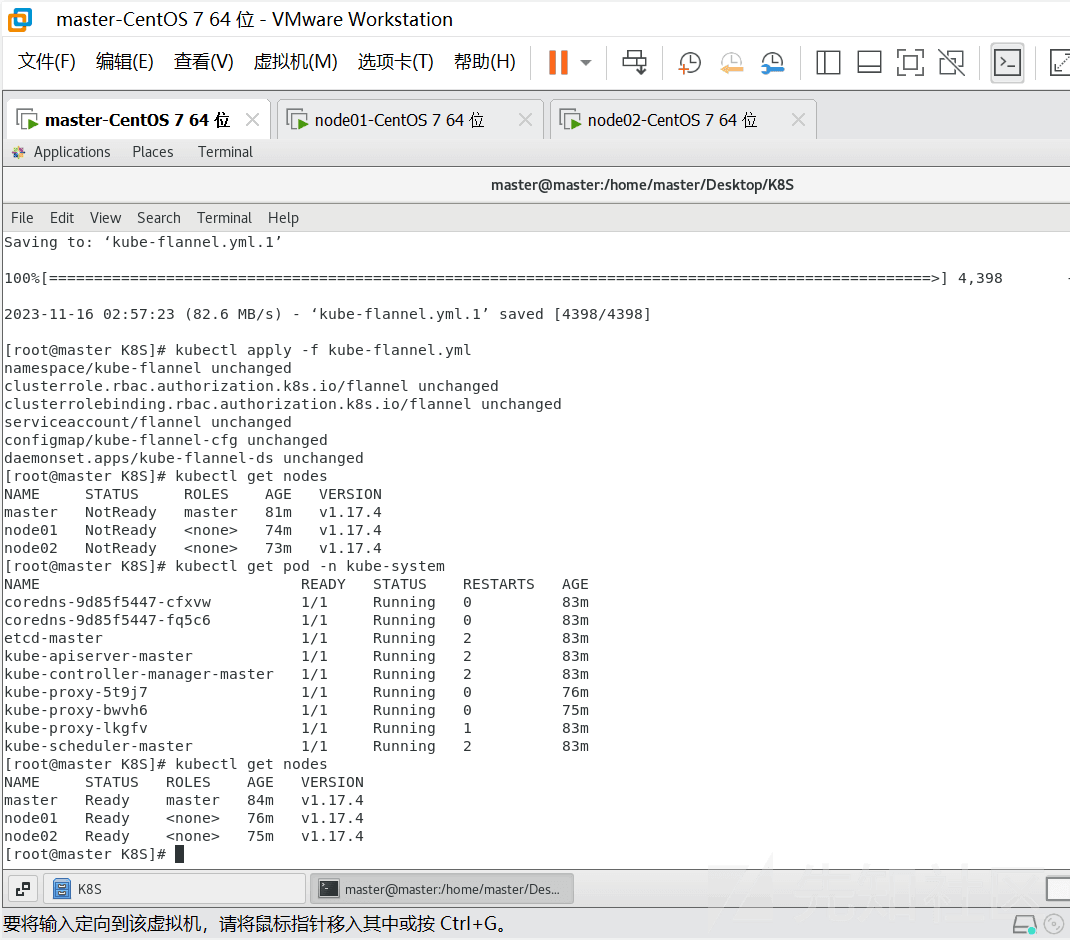 master-CentOS 7 64 位 - VMware Workstation
文件(F) 编辑(E) 查看(V) 虚拟机(M) 选项卡(T) 帮助(H)
master-CentOS 7 64 位 node01-CentOS 7 64 位 node02-CentOS 7 64 位
Applications Places Terminal
master@master:/home/master/Desktop/K8S
File Edit View Search Terminal Help
Saving to: ‘kube-flannel.yml.1’
100%[==================================================================================================>] 4,398
2023-11-16 02:57:23 (82.6 MB/s) - ‘kube-flannel.yml.1’ saved [4398/4398]
[root@master K8S]# kubectl apply -f kube-flannel.yml
namespace/kube-flannel unchanged
clusterrole.rbac.authorization.k8s.io/flannel unchanged
clusterrolebinding.rbac.authorization.k8s.io/flannel unchanged
serviceaccount/flannel unchanged
configmap/kube-flannel-cfg unchanged
daemonset.apps/kube-flannel-ds unchanged
[root@master K8S]# kubectl get nodes
NAME STATUS ROLES AGE VERSION
master NotReady master 81m v1.17.4
node01 NotReady <none> 74m v1.17.4
node02 NotReady <none> 73m v1.17.4
[root@master K8S]# kubectl get pod -n kube-system
NAME READY STATUS RESTARTS AGE
coredns-9d85f5447-cfxvw 1/1 Running 0 83m
coredns-9d85f5447-fq5c6 1/1 Running 0 83m
etcd-master 1/1 Running 2 83m
kube-apiserver-master 1/1 Running 2 83m
kube-controller-manager-master 1/1 Running 2 83m
kube-proxy-5t9j7 1/1 Running 0 76m
kube-proxy-bwvh6 1/1 Running 0 75m
kube-proxy-lkgfv 1/1 Running 1 83m
kube-scheduler-master 1/1 Running 2 83m
[root@master K8S]# kubectl get nodes
NAME STATUS ROLES AGE VERSION
master Ready master 84m v1.17.4
node01 Ready <none> 76m v1.17.4
node02 Ready <none> 75m v1.17.4
[root@master K8S]#
K8S master@master:/home/master/Des...
要将输入定向到该虚拟机，请将鼠标指针移入其中或按 Ctrl+G。